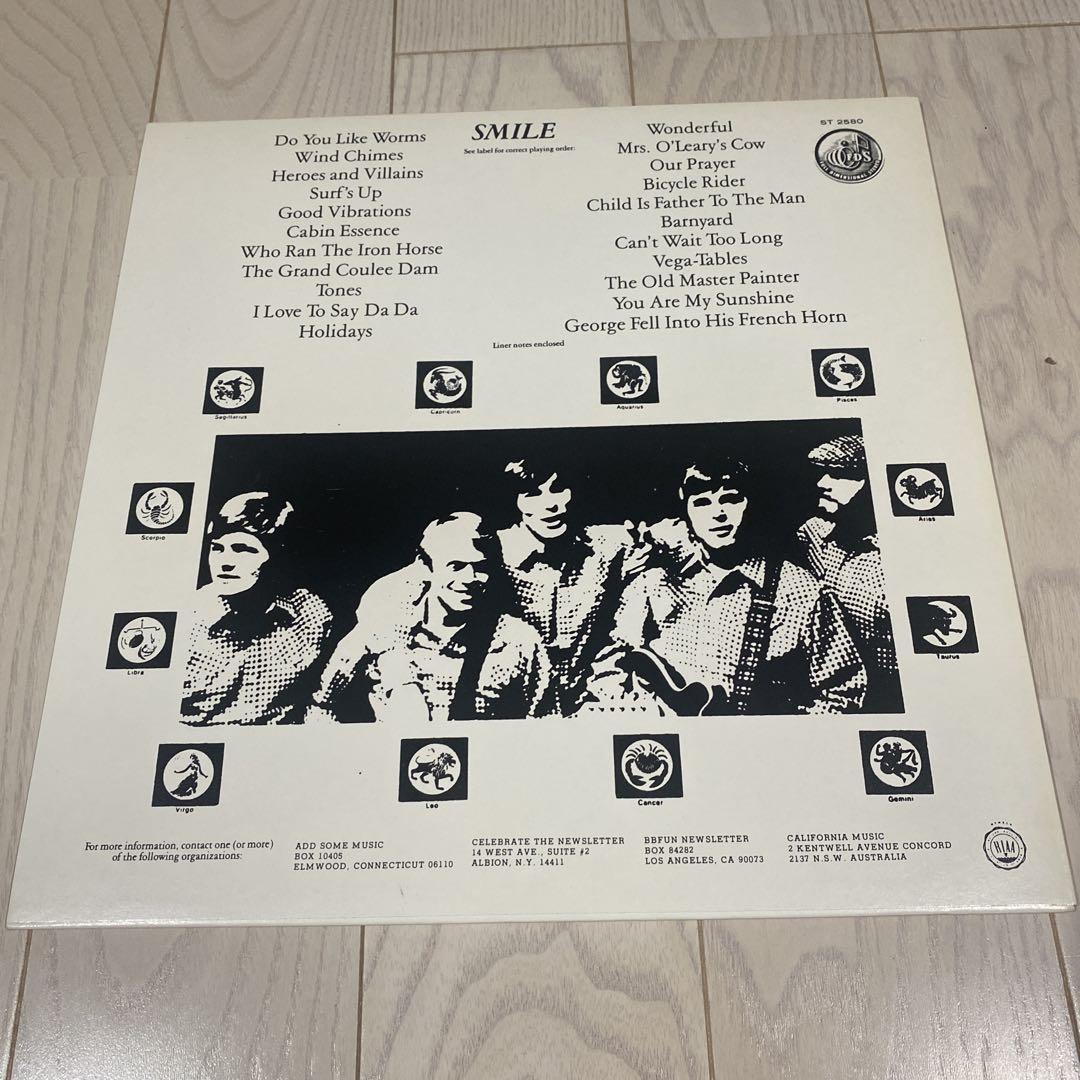 SMILE
See label for correct playing order:
Do You Like Worms
Wind Chimes
Heroes and Villains
Surf's Up
Good Vibrations
Cabin Essence
Who Ran The Iron Horse
The Grand Coulee Dam
Tones
I Love To Say Da Da
Holidays
Wonderful
Mrs. O'Leary's Cow
Our Prayer
Bicycle Rider
Child Is Father To The Man
Barnyard
Can't Wait Too Long
Vega-Tables
The Old Master Painter
You Are My Sunshine
George Fell Into His French Horn
ST 2580
Liner notes enclosed
Sagittarius
Capricorn
Aquarius
Pisces
Scorpio
Aries
Libra
Taurus
Virgo
Leo
Cancer
Gemini
For more information, contact one (or more)
of the following organizations:
ADD SOME MUSIC
BOX 10405
ELMWOOD, CONNECTICUT 06110
CELEBRATE THE NEWSLETTER
14 WEST AVE., SUITE #2
ALBION, N.Y. 14411
BBFUN NEWSLETTER
BOX 84282
LOS ANGELES, CA 90073
CALIFORNIA MUSIC
2 KENTWELL AVENUE CONCORD
2137 N.S.W. AUSTRALIA
RIAA